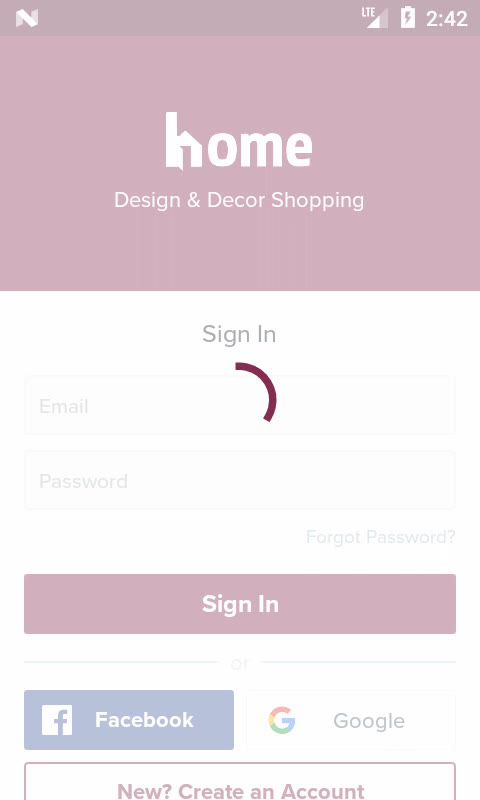 LTE 2:42
home
Design & Decor Shopping
Sign In
Email
Password
Forgot Password?
Sign In
or
Facebook
Google
New? Create an Account